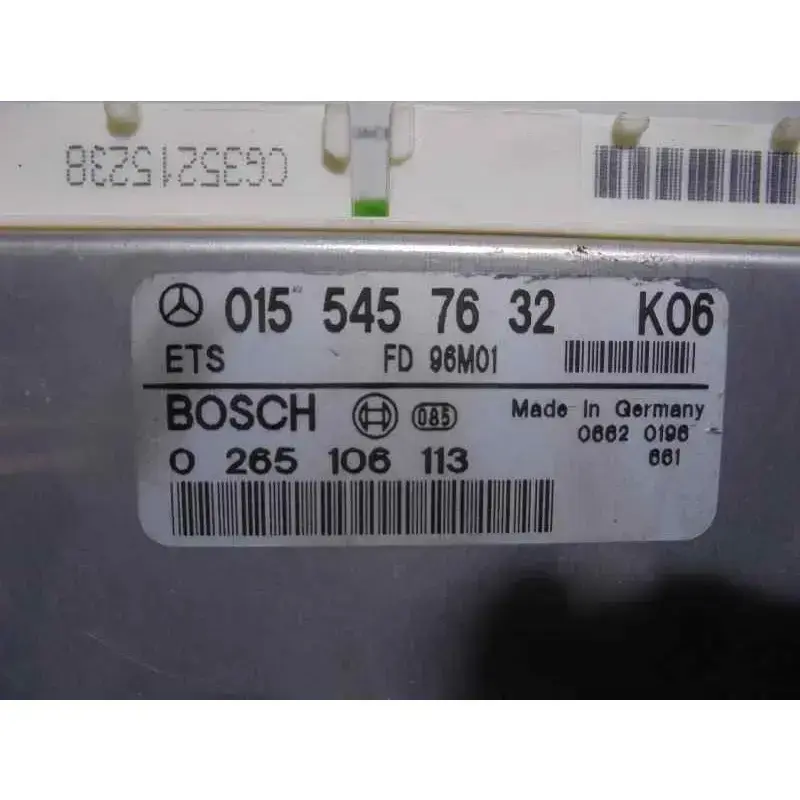 CG35215238
015 545 76 32 K06
ETS FD 96M01
BOSCH 085 Made in Germany
0662 0196
0 265 106 113 661